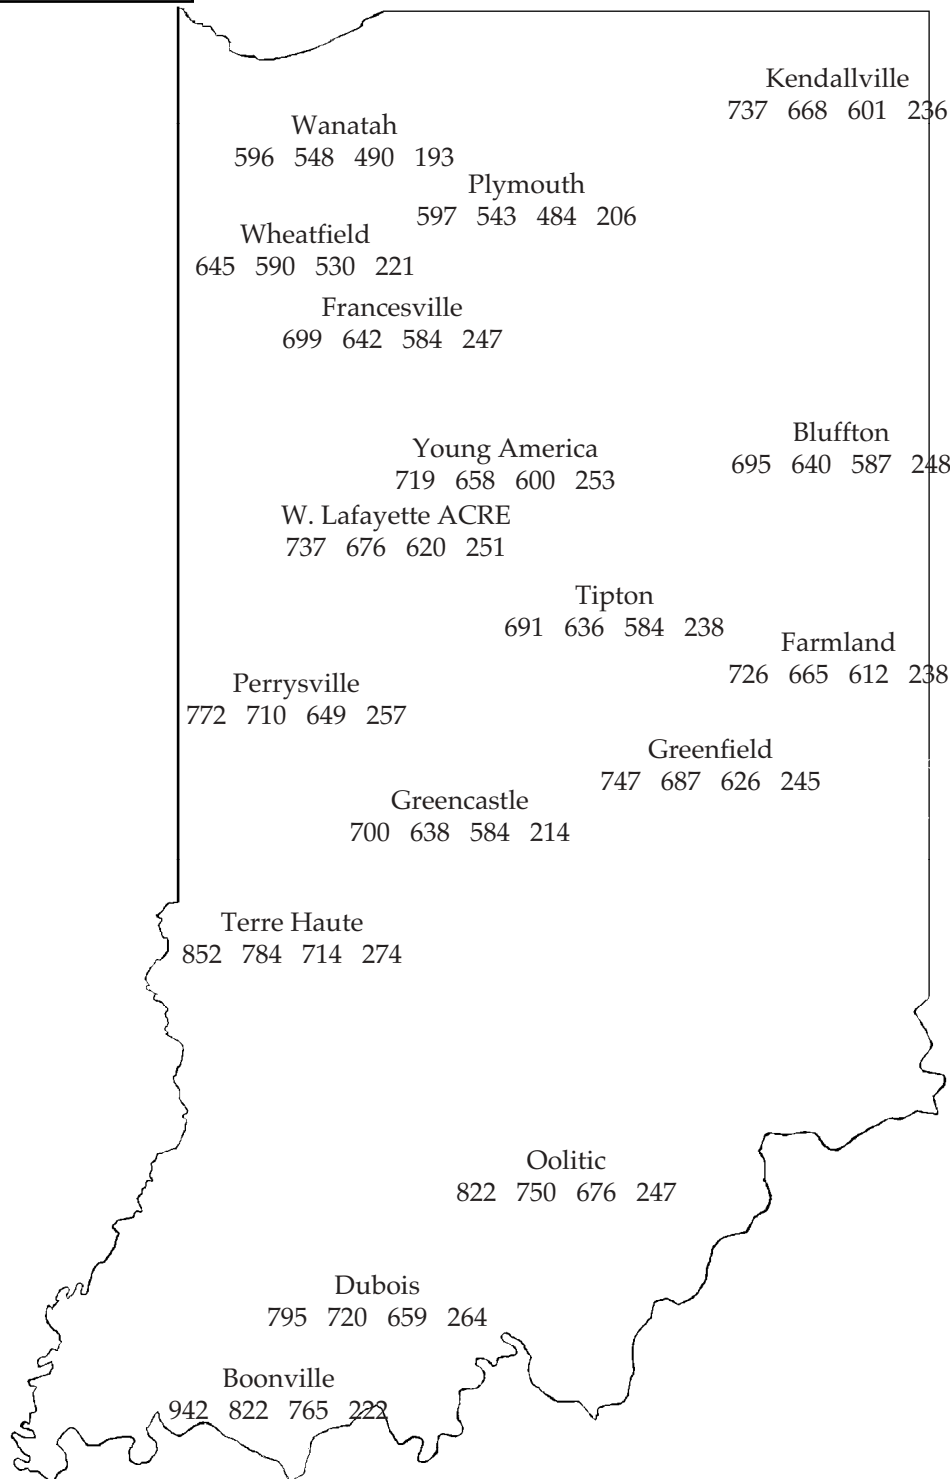 Kendallville
737 668 601 236
Wanatah
596 548 490 193
Plymouth
597 543 484 206
Wheatfield
645 590 530 221
Francesville
699 642 584 247
Bluffton
695 640 587 248
Young America
719 658 600 253
W. Lafayette ACRE
737 676 620 251
Tipton
691 636 584 238
Farmland
726 665 612 238
Perrysville
772 710 649 257
Greenfield
747 687 626 245
Greencastle
700 638 584 214
Terre Haute
852 784 714 274
Oolitic
822 750 676 247
Dubois
795 720 659 264
Boonville
942 822 765 222